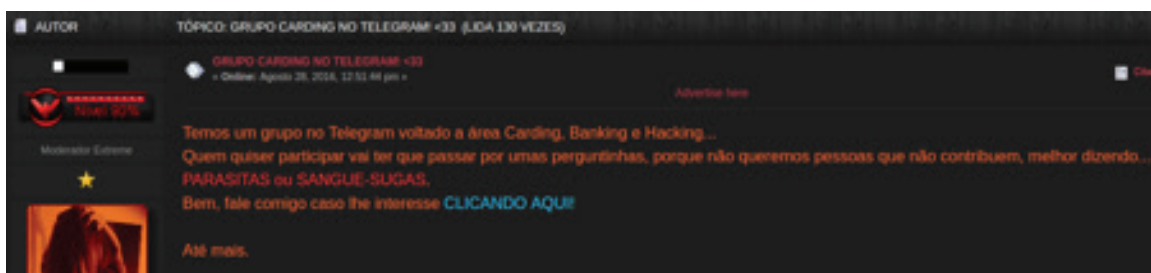 AUTOR
TÓPICO: GRUPO CARDING NO TELEGRAM! <33 (LIDA 130 VEZES)
GRUPO CARDING NO TELEGRAM! <33
« Online: Agosto 28, 2016, 12:51:44 pm »
Advertise here
Nível 92%
Moderador Extreme
Temos um grupo no Telegram voltado a área Carding, Banking e Hacking...
Quem quiser participar vai ter que passar por umas perguntinhas, porque não queremos pessoas que não contribuem, melhor dizendo...
PARASITAS ou SANGUE-SUGAS.
Bem, fale comigo caso lhe interesse CLICANDO AQUI!
Até mais.